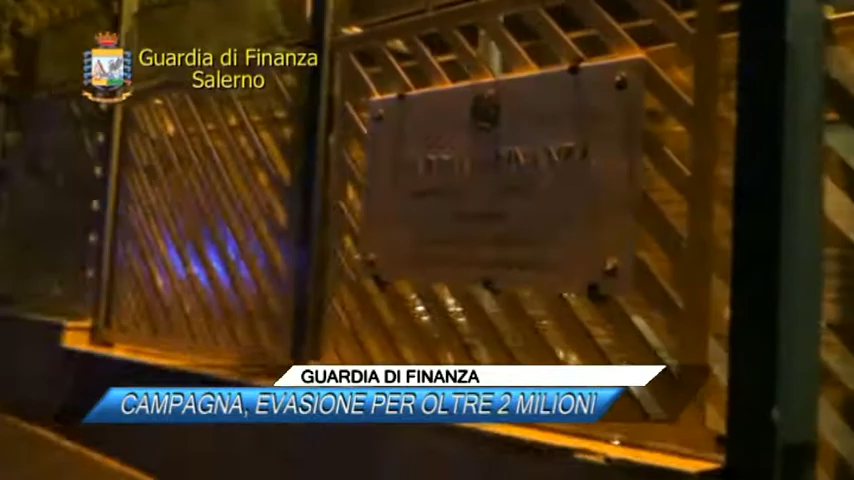 Guardia di Finanza
Salerno
GUARDIA DI FINANZA
CAMPAGNA, EVASIONE PER OLTRE 2 MILIONI